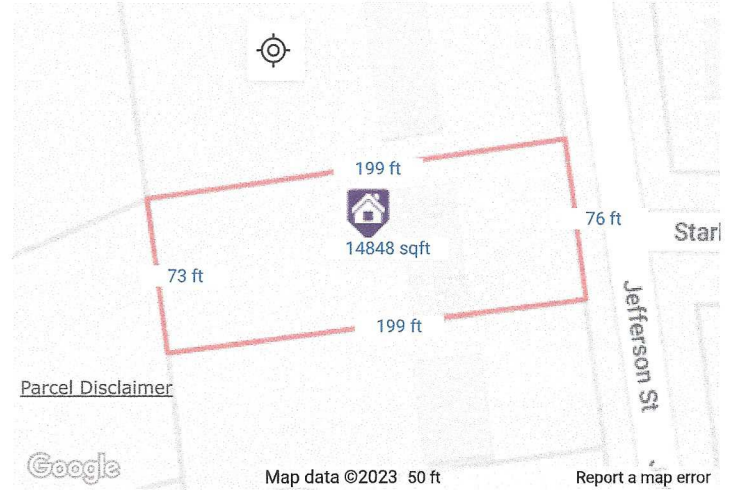 199 ft
76 ft
Starl
14848 sqft
73 ft
Jefferson St
199 ft
Parcel Disclaimer
Google
Map data ©2023 50 ft
Report a map error